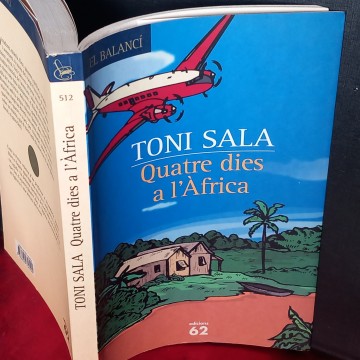 EL BALANCÍ
TONI SALA
Quatre dies
a l'Àfrica
edicions
62
512
TONI SALA Quatre dies a l'Àfrica